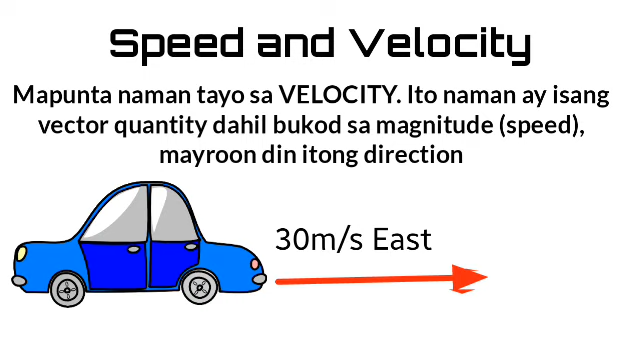 Speed and Velocity
Mapunta naman tayo sa VELOCITY. Ito naman ay isang
vector quantity dahil bukod sa magnitude (speed),
mayroon din itong direction
30m/s East